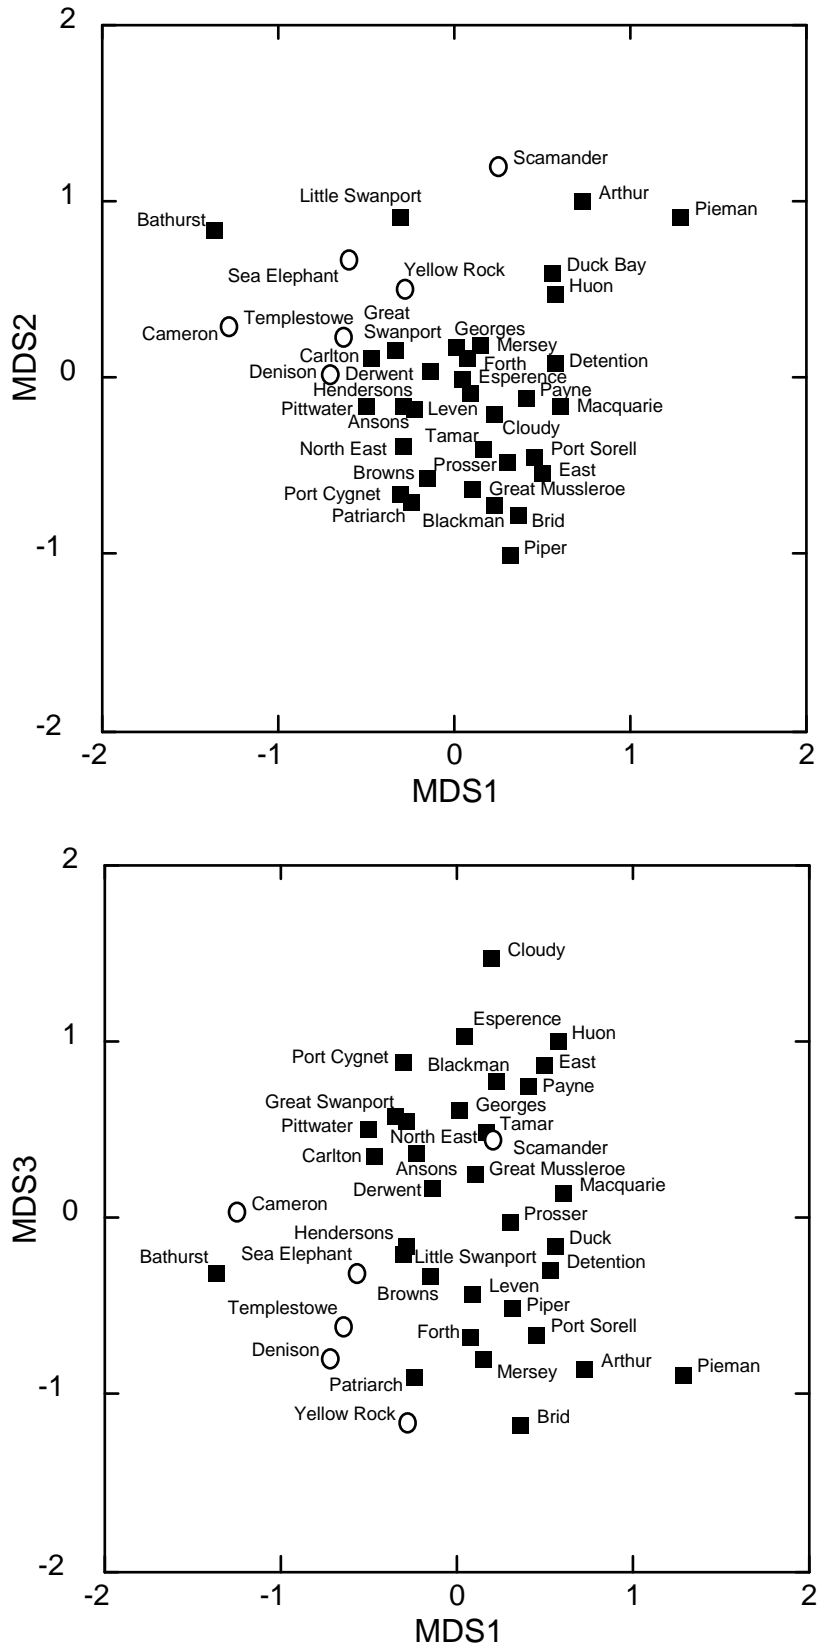 2
Scamander
1
Little Swanport
Arthur
Pieman
Bathurst
Sea Elephant
Yellow Rock
Duck Bay
Huon
Cameron
Templestowe
Great
Swanport
Georges
Mersey
Carlton
Forth
Detention
MDS2
0
Denison
Derwent
Esperence
Hendersons
Payne
Pittwater
Ansons
Leven
Macquarie
Cloudy
North East
Tamar
Port Sorell
Browns
Prosser
East
Port Cygnet
Great Mussleroe
Patriarch
Blackman
Brid
-1
Piper
-2
-2 -1 0 1 2
MDS1
2
Cloudy
Esperence
1
Huon
Port Cygnet
Blackman
East
Payne
Great Swanport
Georges
Pittwater
North East
Tamar
Scamander
Carlton
Ansons
Great Mussleroe
MDS3
Derwent
Macquarie
Cameron
0
Prosser
Hendersons
Duck
Bathurst
Sea Elephant
Little Swanport
Detention
Browns
Leven
Templestowe
Piper
Forth
Port Sorell
Denison
Mersey
Arthur
Pieman
Patriarch
-1
Yellow Rock
Brid
-2
-2 -1 0 1 2
MDS1